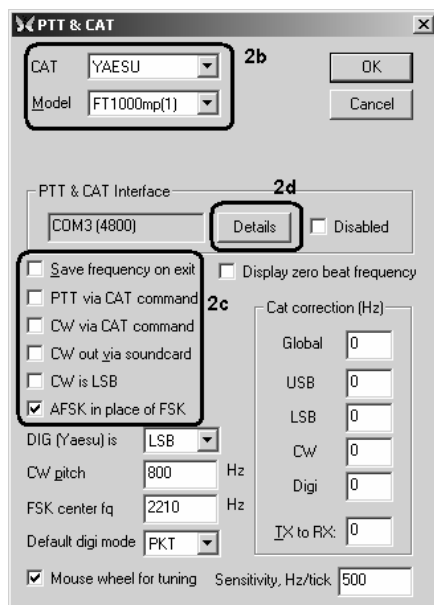 PTT & CAT
CAT YAESU 2b OK
Model FT1000mp(1) Cancel
PTT & CAT Interface 2d
COM3 (4800) Details Disabled
Save frequency on exit Display zero beat frequency
PTT via CAT command 2c Cat correction (Hz)
CW via CAT command Global 0
CW out via soundcard USB 0
CW is LSB LSB 0
AFSK in place of FSK CW 0
DIG (Yaesu) is LSB Digi 0
CW pitch 800 Hz
FSK center fq 2210 Hz TX to RX: 0
Default digi mode PKT
Mouse wheel for tuning Sensitivity, Hz/tick 500